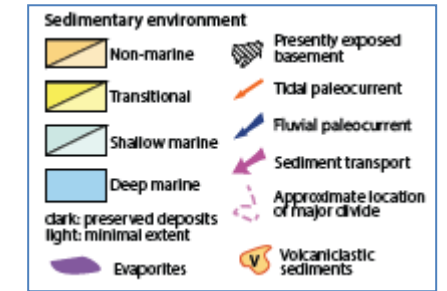 Sedimentary environment
Non-marine
Transitional
Shallow marine
Deep marine
dark: preserved deposits
light: minimal extent
Evaporites
Presently exposed
basement
Tidal paleocurrent
Fluvial paleocurrent
Sediment transport
Approximate location
of major divide
V
Volcaniclastic
sediments